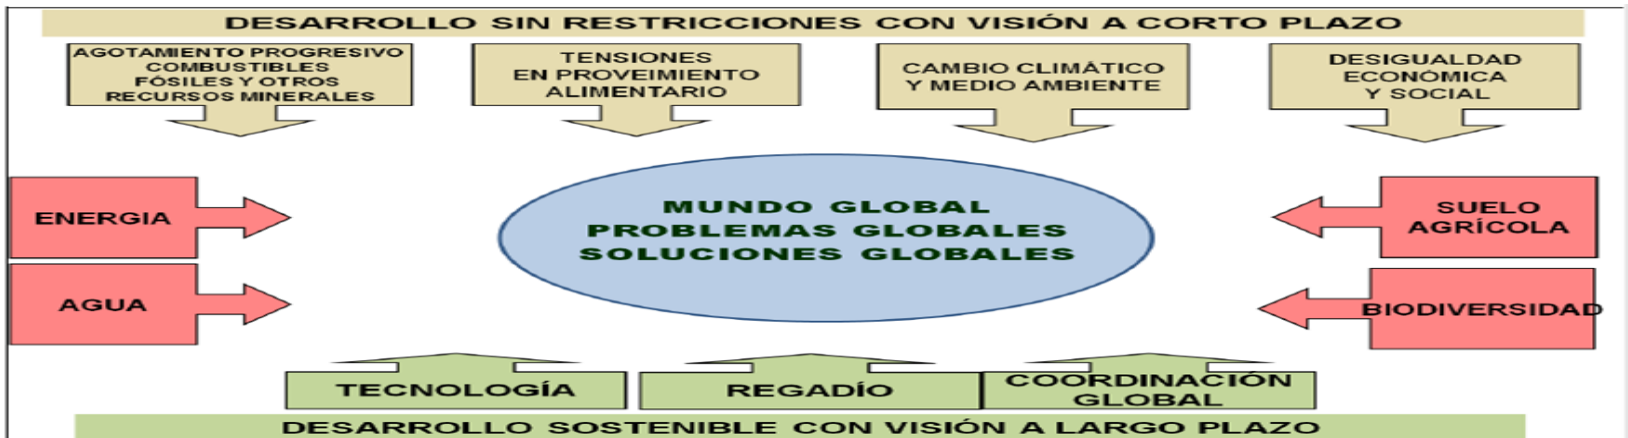 DESARROLLO SIN RESTRICCIONES CON VISIÓN A CORTO PLAZO
AGOTAMIENTO PROGRESIVO
COMBUSTIBLES
FÓSILES Y OTROS
RECURSOS MINERALES
TENSIONES
EN PROVEIMIENTO
ALIMENTARIO
CAMBIO CLIMÁTICO
Y MEDIO AMBIENTE
DESIGUALDAD
ECONÓMICA
Y SOCIAL
ENERGIA
AGUA
MUNDO GLOBAL
PROBLEMAS GLOBALES
SOLUCIONES GLOBALES
SUELO
AGRÍCOLA
BIODIVERSIDAD
TECNOLOGÍA
REGADÍO
COORDINACIÓN
GLOBAL
DESARROLLO SOSTENIBLE CON VISIÓN A LARGO PLAZO